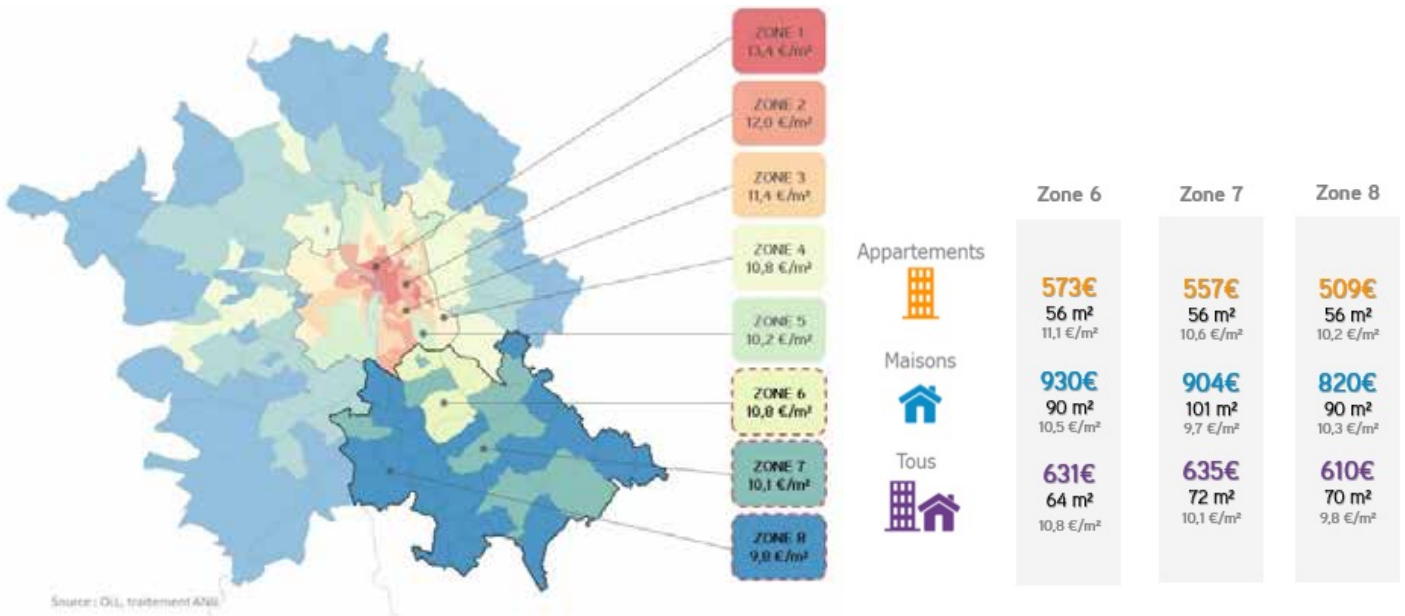 ZONE 1
13,4 €/m²
ZONE 2
12,0 €/m²
ZONE 3
11,4 €/m²
ZONE 4
10,8 €/m²
ZONE 5
10,2 €/m²
ZONE 6
10,8 €/m²
ZONE 7
10,1 €/m²
ZONE 8
9,8 €/m²
Source : OLL, traitement
Zone 6 Zone 7 Zone 8
Appartements
573€ 557€ 509€
56 m² 56 m² 56 m²
11,1 €/m² 10,6 €/m² 10,2 €/m²
Maisons
930€ 904€ 820€
90 m² 101 m² 90 m²
10,5 €/m² 9,7 €/m² 10,3 €/m²
Tous
631€ 635€ 610€
64 m² 72 m² 70 m²
10,8 €/m² 10,1 €/m² 9,8 €/m²